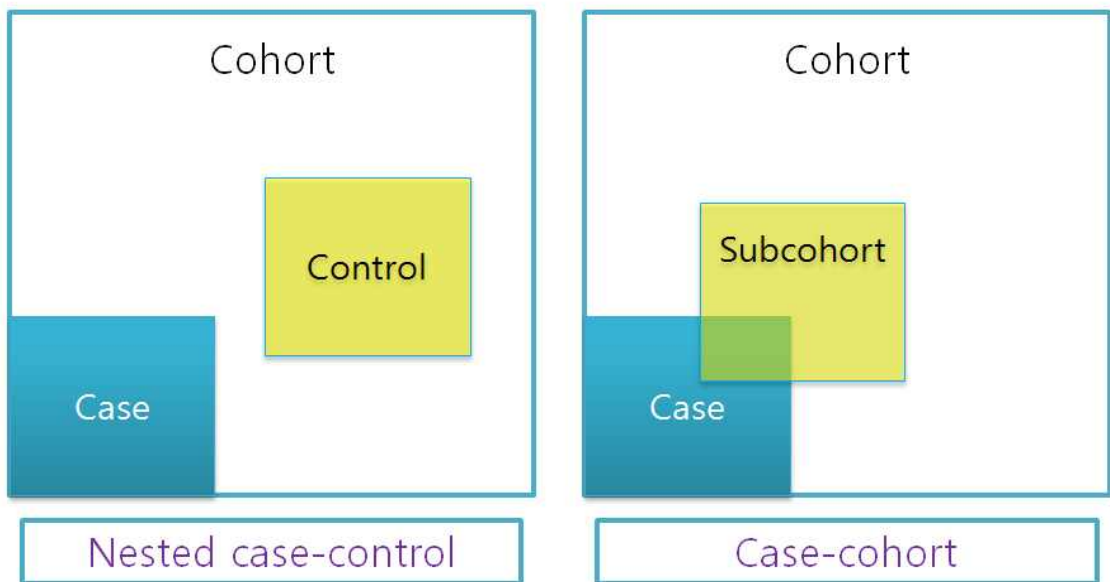 Cohort
Control
Case
Nested case-control
Cohort
Subcohort
Case
Case-cohort